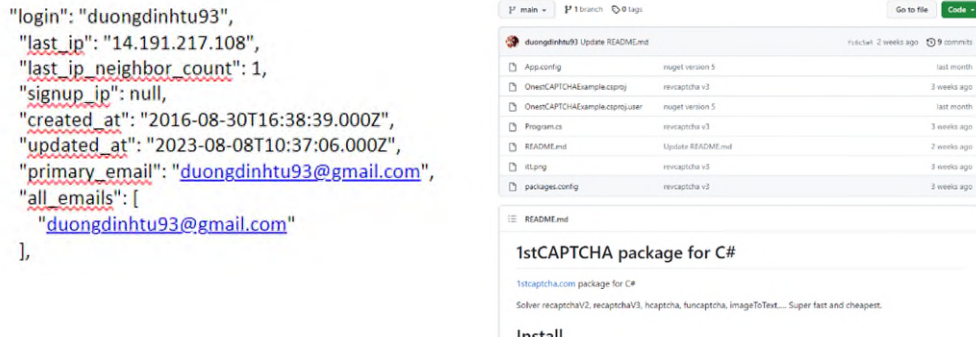 "login": "duongdinhtu93",
"last_ip": "14.191.217.108",
"last_ip_neighbor_count": 1,
"signup_ip": null,
"created_at": "2016-08-30T16:38:39.000Z",
"updated_at": "2023-08-08T10:37:06.000Z",
"primary_email": "duongdinhtu93@gmail.com",
"all_emails": [
"duongdinhtu93@gmail.com"
],
main 1 branch 0 tags Go to file Code
duongdinhtu93 Update README.md 2 weeks ago 9 commits
App.config nuget version 5 last month
OnestCAPTCHAExample.csproj revcaptcha v3 3 weeks ago
OnestCAPTCHAExample.csproj.user nuget version 5 last month
Program.cs revcaptcha v3 3 weeks ago
README.md Update README.md 2 weeks ago
itt.png revcaptcha v3 3 weeks ago
packages.config revcaptcha v3 3 weeks ago
README.md
1stCAPTCHA package for C#
1stcaptcha.com package for C#
Solver recaptchaV2, recaptchaV3, hcaptcha, funcaptcha, imageToText,... Super fast and cheapest.
Install